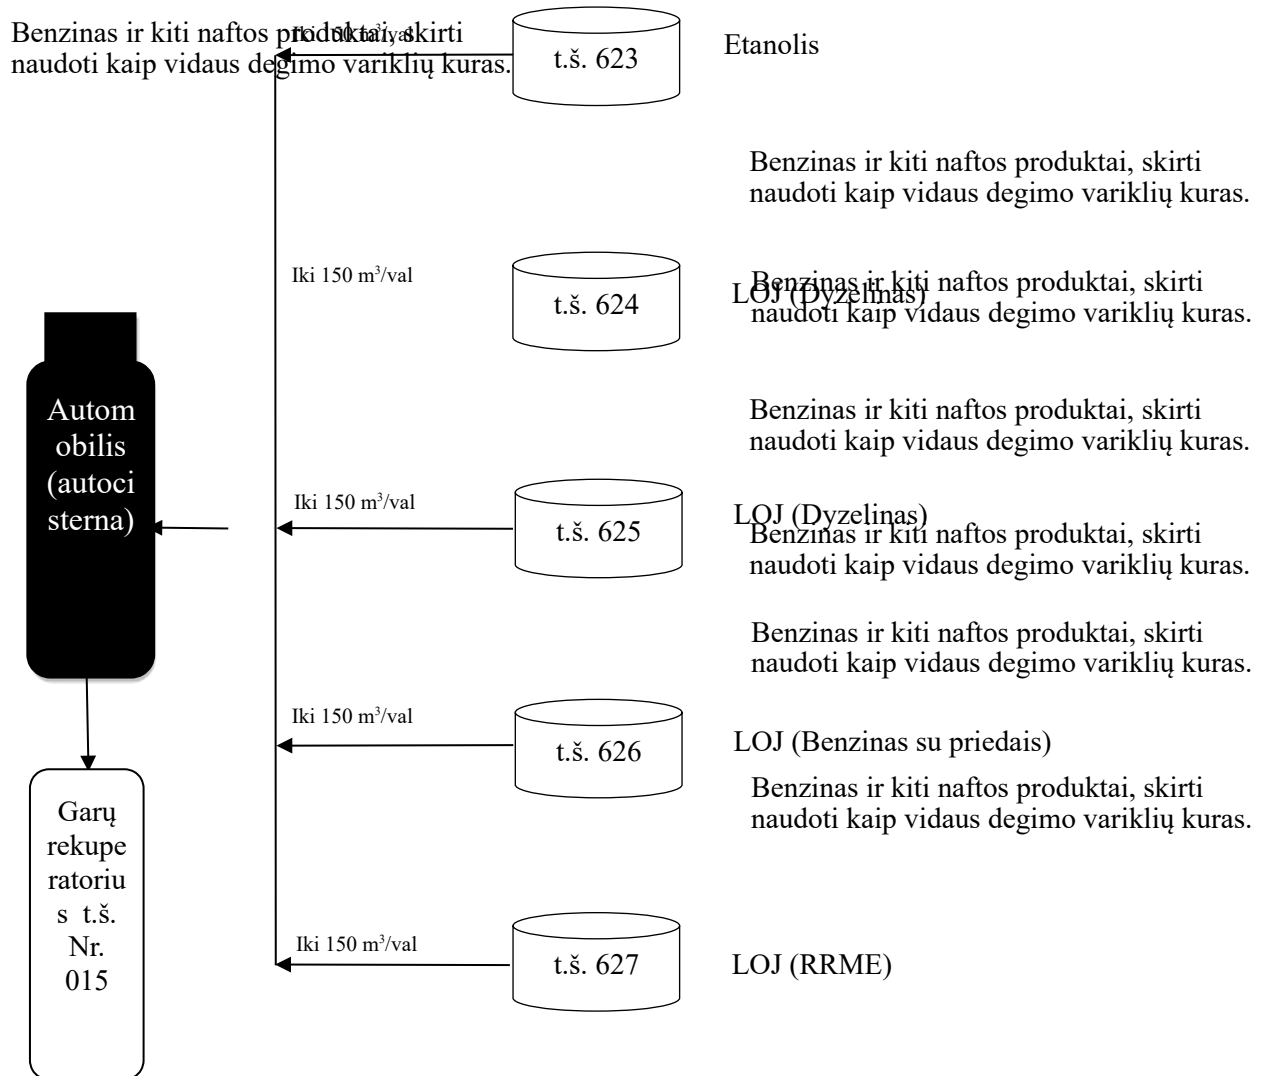 Benzinas ir kiti naftos produktai, skirti
naudoti kaip vidaus degimo variklių kuras.
Iki 150 m³/val
t.š. 623
Etanolis
Benzinas ir kiti naftos produktai, skirti
naudoti kaip vidaus degimo variklių kuras.
Iki 150 m³/val
t.š. 624
LOJ (Dyzelinas)
Benzinas ir kiti naftos produktai, skirti
naudoti kaip vidaus degimo variklių kuras.
Autom
obilis
(autoci
sterna)
Benzinas ir kiti naftos produktai, skirti
naudoti kaip vidaus degimo variklių kuras.
Iki 150 m³/val
t.š. 625
LOJ (Dyzelinas)
Benzinas ir kiti naftos produktai, skirti
naudoti kaip vidaus degimo variklių kuras.
Benzinas ir kiti naftos produktai, skirti
naudoti kaip vidaus degimo variklių kuras.
Iki 150 m³/val
t.š. 626
LOJ (Benzinas su priedais)
Benzinas ir kiti naftos produktai, skirti
naudoti kaip vidaus degimo variklių kuras.
Garų
rekupe
ratoriu
s t.š.
Nr.
015
Iki 150 m³/val
t.š. 627
LOJ (RRME)